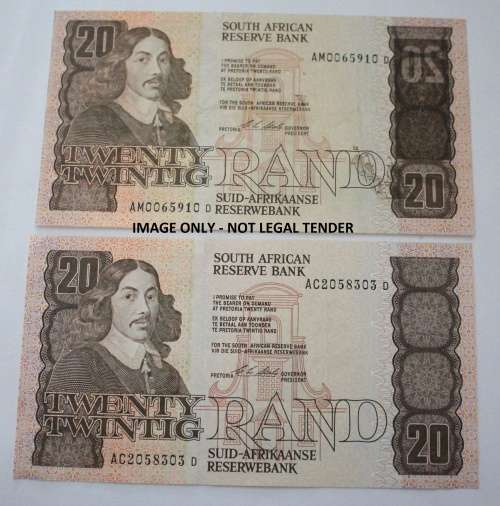 20
SOUTH AFRICAN
RESERVE BANK
AM0065910 D
20
I PROMISE TO PAY
THE BEARER ON DEMAND
AT PRETORIA TWENTY RAND
EK BELOOF OP AANVRAAG
TE BETAAL AAN TOONDER
TE PRETORIA TWINTIG RAND
FOR THE SOUTH AFRICAN RESERVE BANK
VIR DIE SUID-AFRIKAANSE RESERWEBANK
PRETORIA GOVERNOR
PRESIDENT
TWENTY
TWINTIG RAND
20
SUID-AFRIKAANSE
RESERWEBANK
AM0065910 D
IMAGE ONLY - NOT LEGAL TENDER
20
SOUTH AFRICAN
RESERVE BANK
AC2058303 D
I PROMISE TO PAY
THE BEARER ON DEMAND
AT PRETORIA TWENTY RAND
EK BELOOF OP AANVRAAG
TE BETAAL AAN TOONDER
TE PRETORIA TWINTIG RAND
FOR THE SOUTH AFRICAN RESERVE BANK
VIR DIE SUID-AFRIKAANSE RESERWEBANK
PRETORIA GOVERNOR
PRESIDENT
TWENTY
TWINTIG RAND
20
SUID-AFRIKAANSE
RESERWEBANK
AC2058303 D